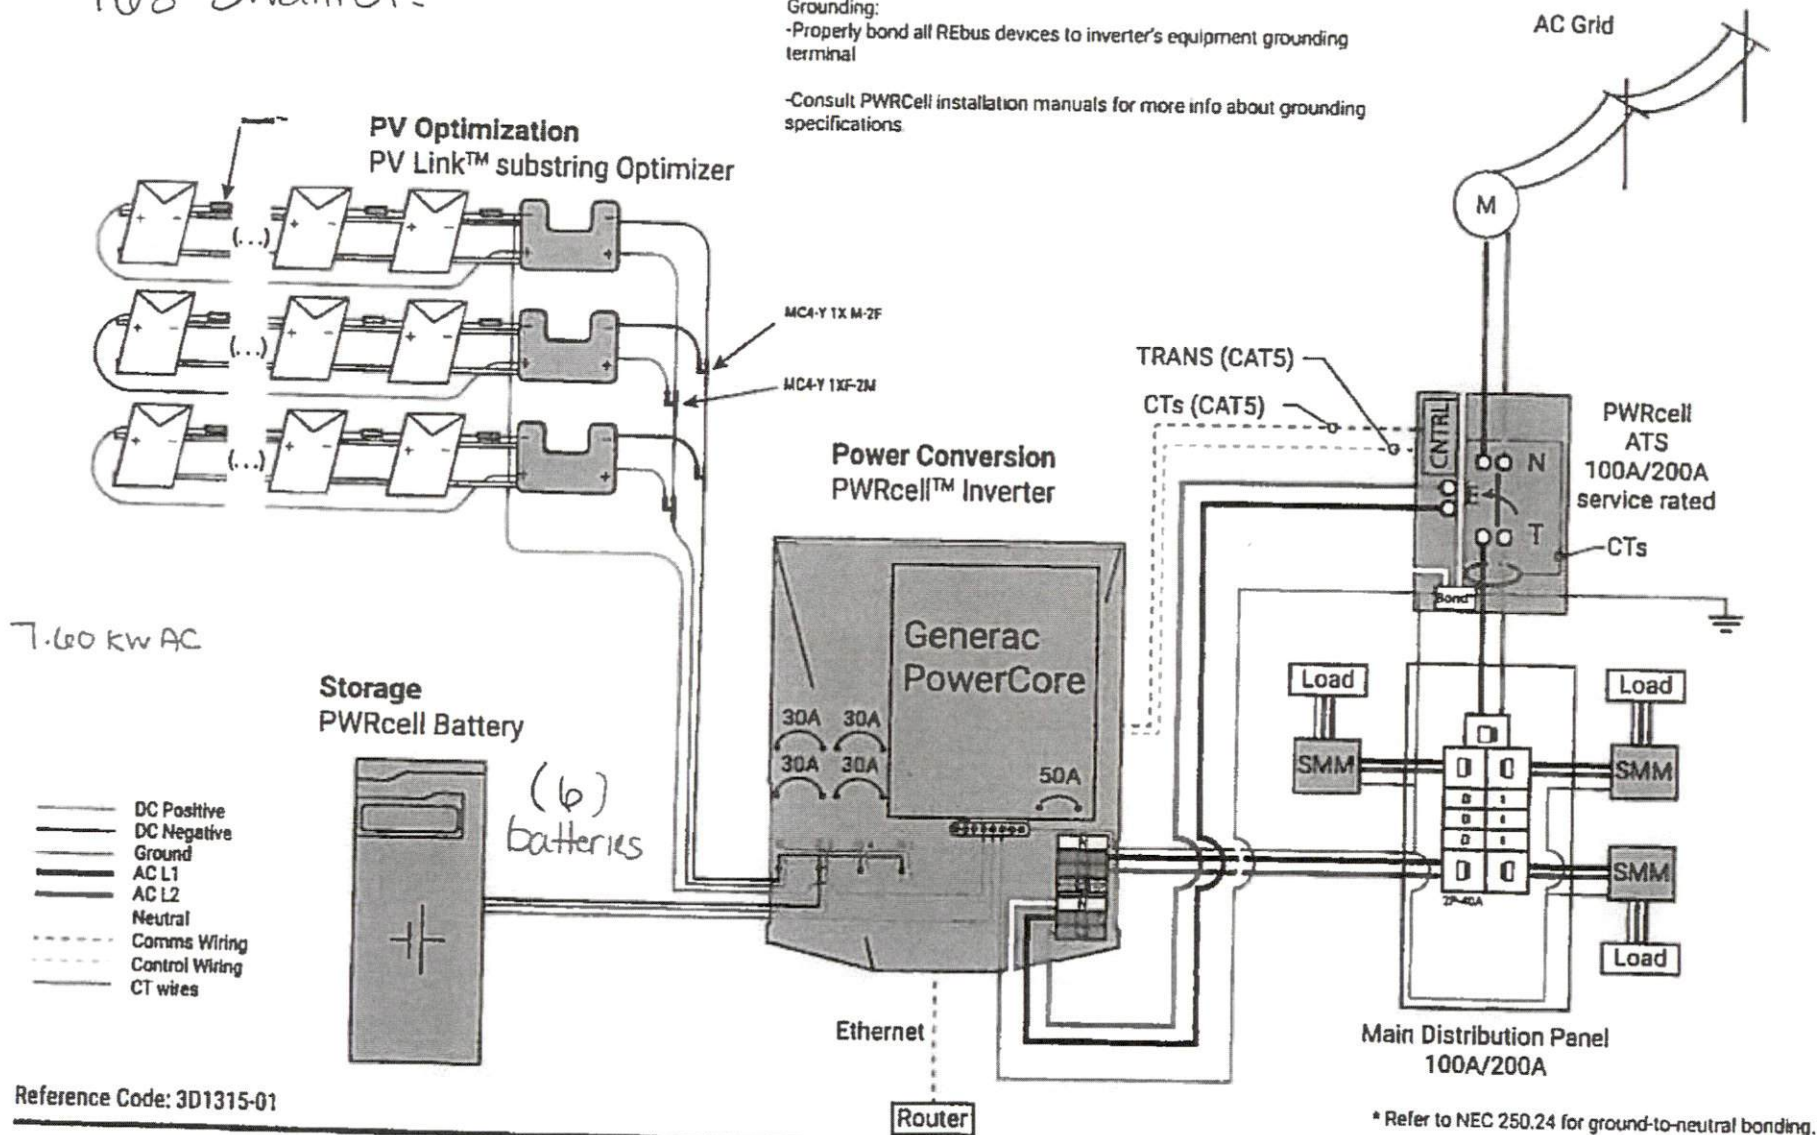 Grounding:
-Properly bond all REbus devices to inverter's equipment grounding
terminal
-Consult PWRCell installation manuals for more info about grounding
specifications
AC Grid
M
PV Optimization
PV Link™ substring Optimizer
+ - (...) + - + - - + - +
+ - (...) + - + - - + - +
+ - (...) + - + - - + - +
MC4-Y 1X M-2F
MC4-Y 1XF-2M
TRANS (CAT5)
CTs (CAT5)
CNTRL
N
E
T
CTs
Bond
PWRcell
ATS
100A/200A
service rated
Power Conversion
PWRcell™ Inverter
Generac
PowerCore
30A 30A
30A 30A
50A
N
N
7.60 KW AC
Storage
PWRcell Battery
(6)
batteries
DC Positive
DC Negative
Ground
AC L1
AC L2
Neutral
Comms Wiring
Control Wiring
CT wires
Load
SMM
Load
SMM
SMM
Load
2P-40A
Main Distribution Panel
100A/200A
Ethernet
Router
Reference Code: 3D1315-01
* Refer to NEC 250.24 for ground-to-neutral bonding.